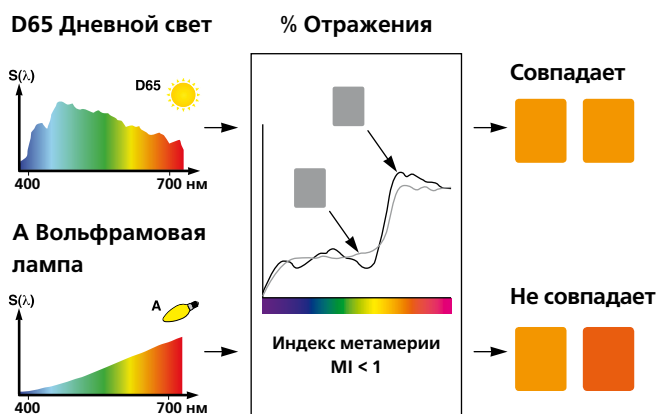 D65 Дневной свет
% Отражения
S(λ)
D65
400
700 нм
Совпадает
А Вольфрамовая
лампа
S(λ)
A
400
700 нм
Индекс метамерии
MI < 1
Не совпадает